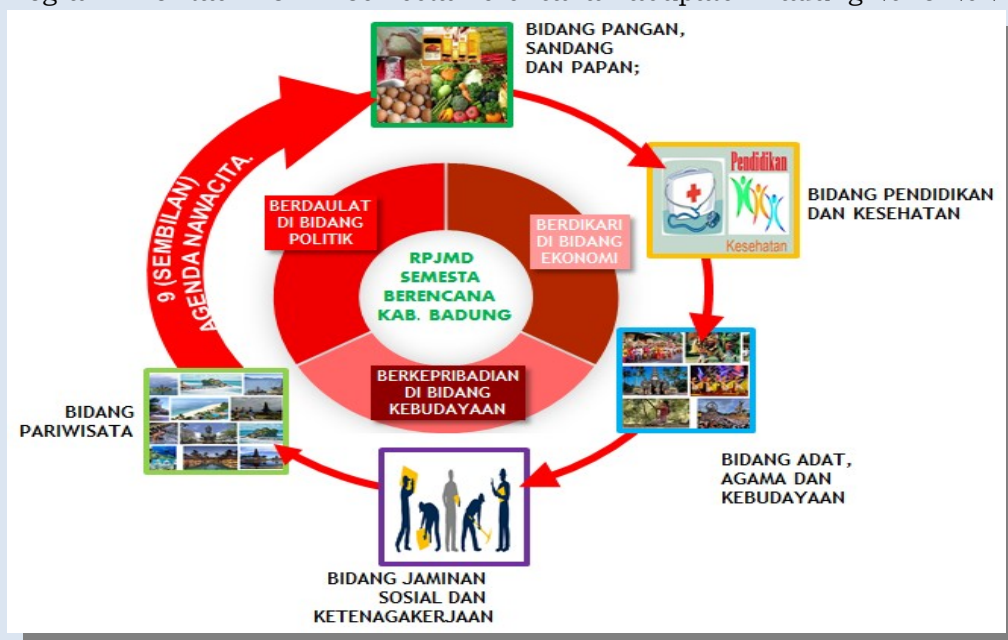 BIDANG PANGAN,
SANDANG
DAN PAPAN;
Pendidikan
Kesehatan
BIDANG PENDIDIKAN
DAN KESEHATAN
9 (SEMBILAN)
AGENDA NAWACITA.
BERDAULAT
DI BIDANG
POLITIK
BERDIKARI
DI BIDANG
EKONOMI
RPJMD
SEMESTA
BERENCANA
KAB. BADUNG
BERKEPRIBADIAN
DI BIDANG
KEBUDAYAAN
BIDANG
PARIWISATA
BIDANG ADAT,
AGAMA DAN
KEBUDAYAAN
BIDANG JAMINAN
SOSIAL DAN
KETENAGAKERJAAN